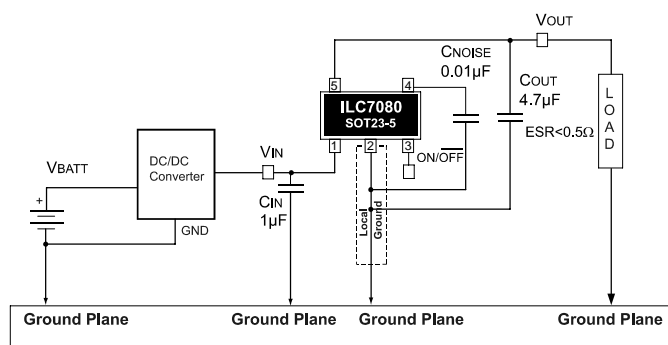 VOUT
CNOISE
0.01µF
COUT
4.7µF
ESR<0.5Ω
LOAD
5
4
ILC7080
SOT23-5
1
2
3
ON/OFF
VIN
DC/DC
Converter
VBATT
+
GND
CIN
1µF
Local
Ground
Ground Plane
Ground Plane
Ground Plane
Ground Plane